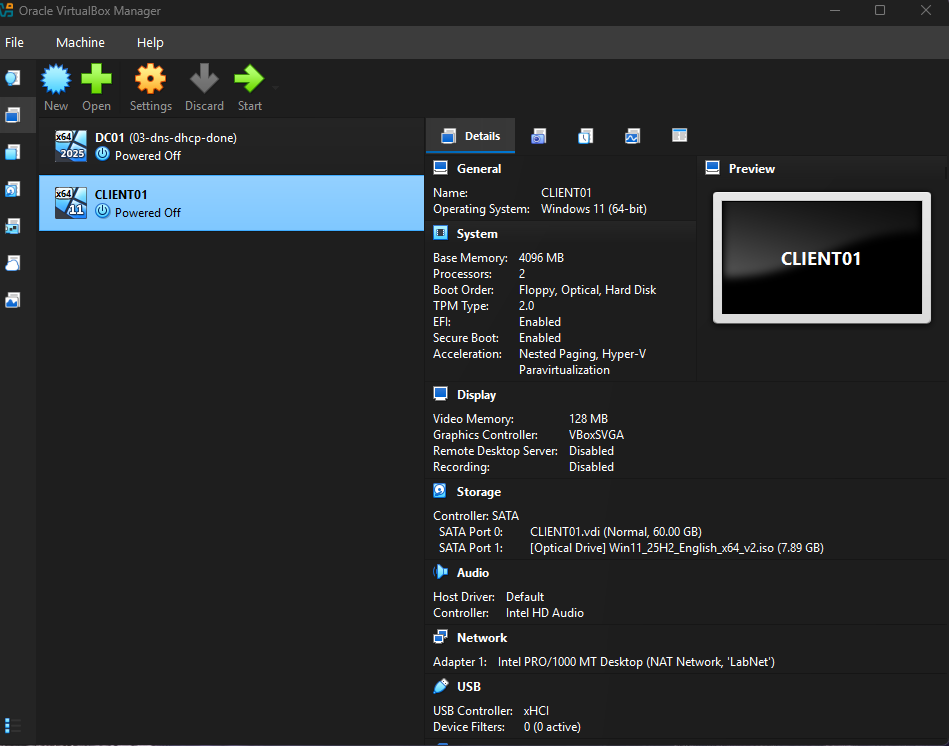 Oracle VirtualBox Manager
File Machine Help
New Open Settings Discard Start
x64 2025
DC01 (03-dns-dhcp-done)
Powered Off
x64 11
CLIENT01
Powered Off
Details
General
Name: CLIENT01
Operating System: Windows 11 (64-bit)
Preview
CLIENT01
System
Base Memory: 4096 MB
Processors: 2
Boot Order: Floppy, Optical, Hard Disk
TPM Type: 2.0
EFI: Enabled
Secure Boot: Enabled
Acceleration: Nested Paging, Hyper-V
Paravirtualization
Display
Video Memory: 128 MB
Graphics Controller: VBoxSVGA
Remote Desktop Server: Disabled
Recording: Disabled
Storage
Controller: SATA
SATA Port 0: CLIENT01.vdi (Normal, 60.00 GB)
SATA Port 1: [Optical Drive] Win11_25H2_English_x64_v2.iso (7.89 GB)
Audio
Host Driver: Default
Controller: Intel HD Audio
Network
Adapter 1: Intel PRO/1000 MT Desktop (NAT Network, 'LabNet')
USB
USB Controller: xHCI
Device Filters: 0 (0 active)